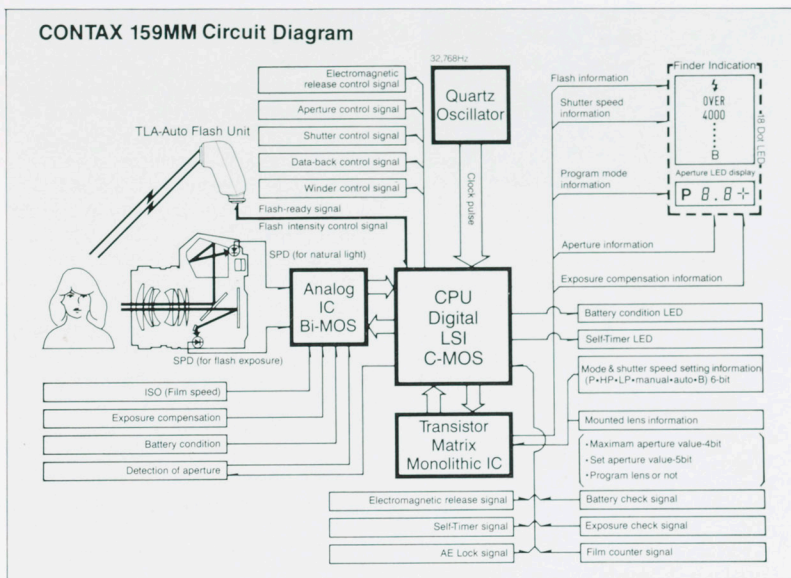 CONTAX 159MM Circuit Diagram
32,768Hz
Electromagnetic
release control signal
Aperture control signal
Shutter control signal
Data-back control signal
Winder control signal
Quartz
Oscillator
Clock pulse
TLA-Auto Flash Unit
Flash-ready signal
Flash intensity control signal
SPD (for natural light)
SPD (for flash exposure)
Analog
IC
Bi-MOS
CPU
Digital
LSI
C-MOS
Transistor
Matrix
Monolithic IC
Flash information
Shutter speed
information
Program mode
information
Aperture information
Exposure compensation information
Finder Indication
OVER
4000
B
18 Dot LED
Aperture LED display
P 8.8
Battery condition LED
Self-Timer LED
Mode & shutter speed setting information
(P•HP•LP•manual•auto•B) 6-bit
Mounted lens information
•Maximam aperture value-4bit
•Set aperture value-5bit
•Program lens or not
ISO (Film speed)
Exposure compensation
Battery condition
Detection of aperture
Electromagnetic release signal
Self-Timer signal
AE Lock signal
Battery check signal
Exposure check signal
Film counter signal